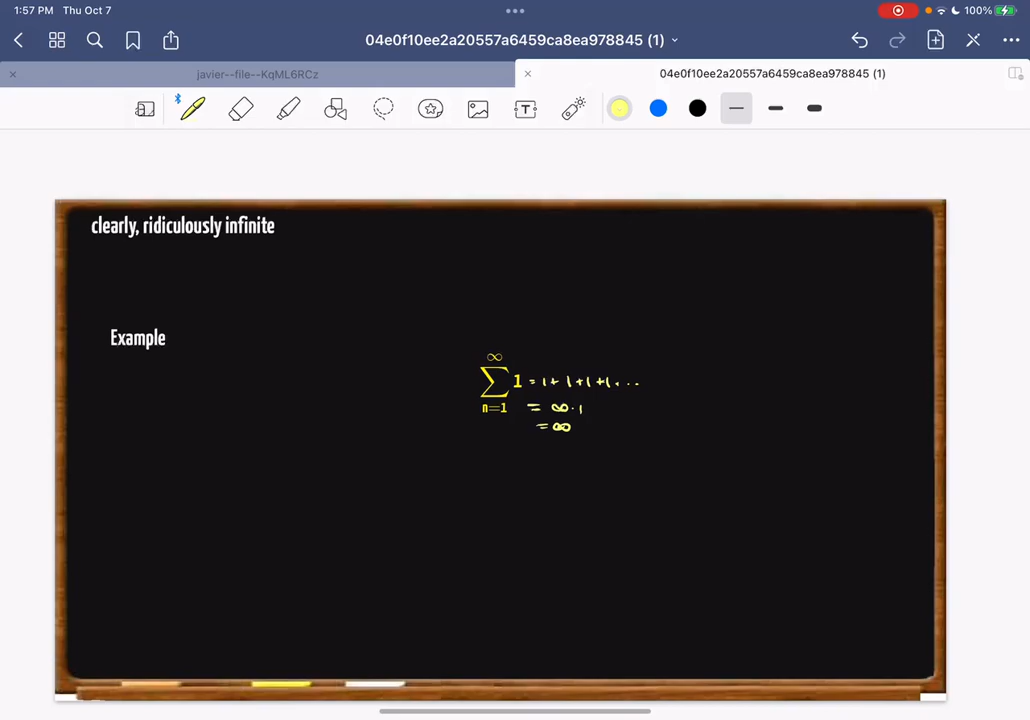 1:57 PM Thu Oct 7
100%
04e0f10ee2a20557a6459ca8ea978845 (1)
javier--file--KqML6RCz
04e0f10ee2a20557a6459ca8ea978845 (1)
T
clearly, ridiculously infinite
Example
∞
∑ 1 = 1 + 1 + 1 + 1 . . .
n=1 = ∞ · 1
= ∞